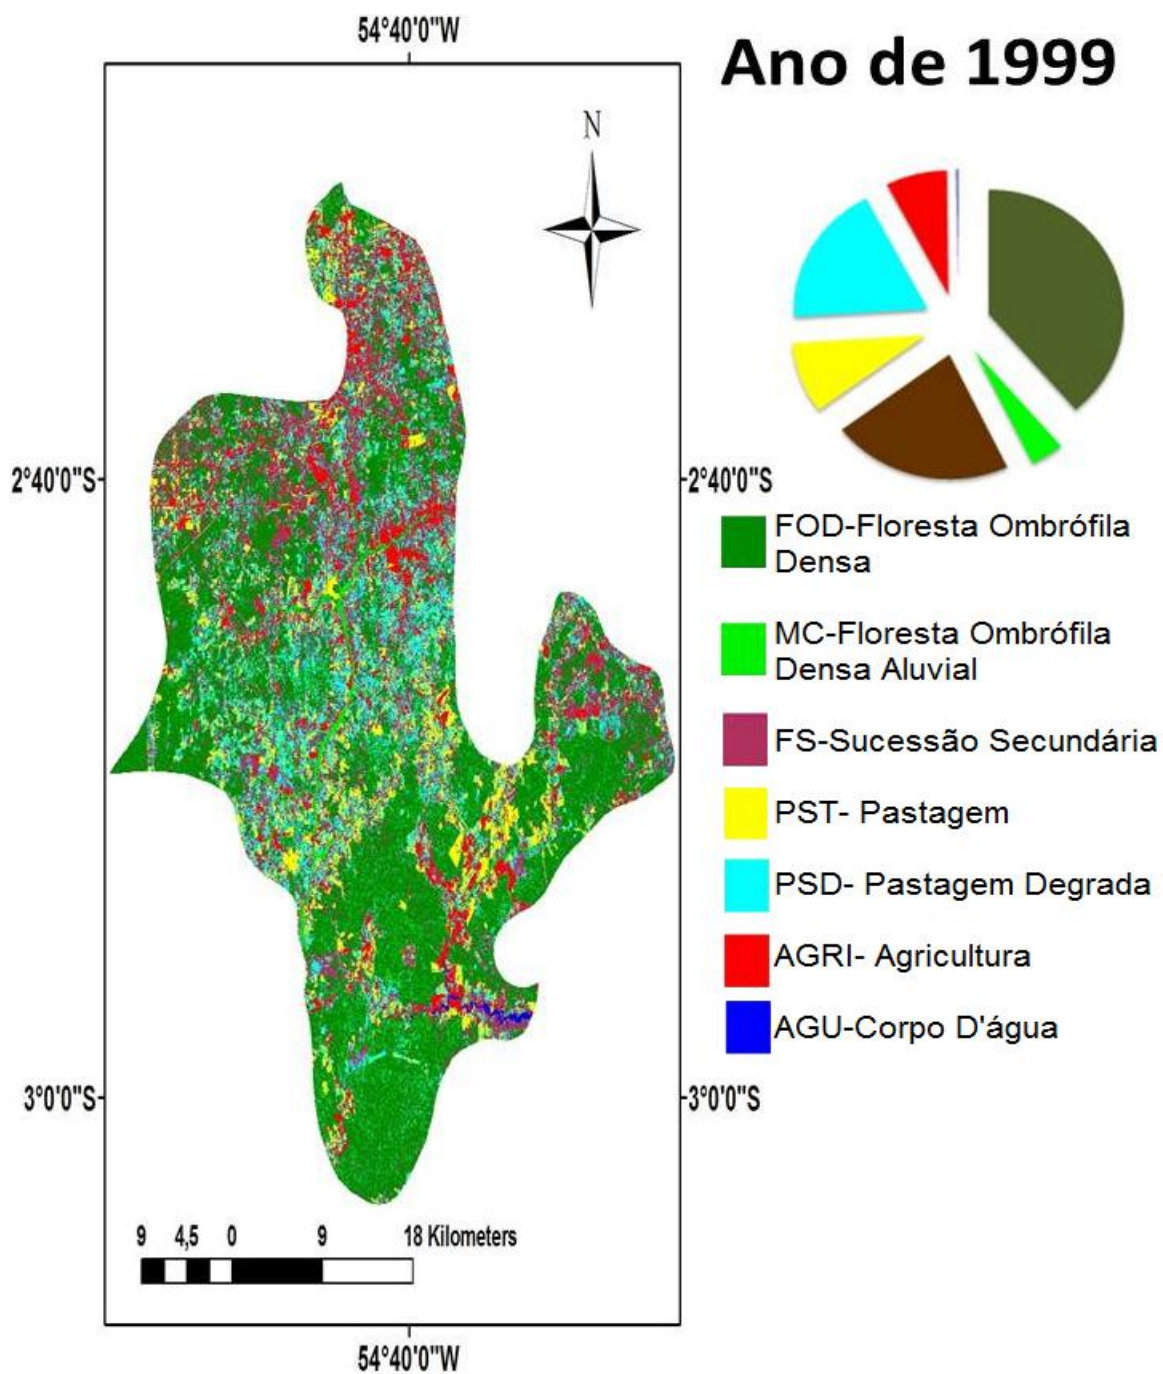 54°40'0"W
Ano de 1999
N
2°40'0"S
2°40'0"S
FOD-Floresta Ombrófila
Densa
MC-Floresta Ombrófila
Densa Aluvial
FS-Sucessão Secundária
PST- Pastagem
PSD- Pastagem Degrada
AGRI- Agricultura
AGU-Corpo D'água
3°0'0"S
3°0'0"S
9 4,5 0 9 18 Kilometers
54°40'0"W